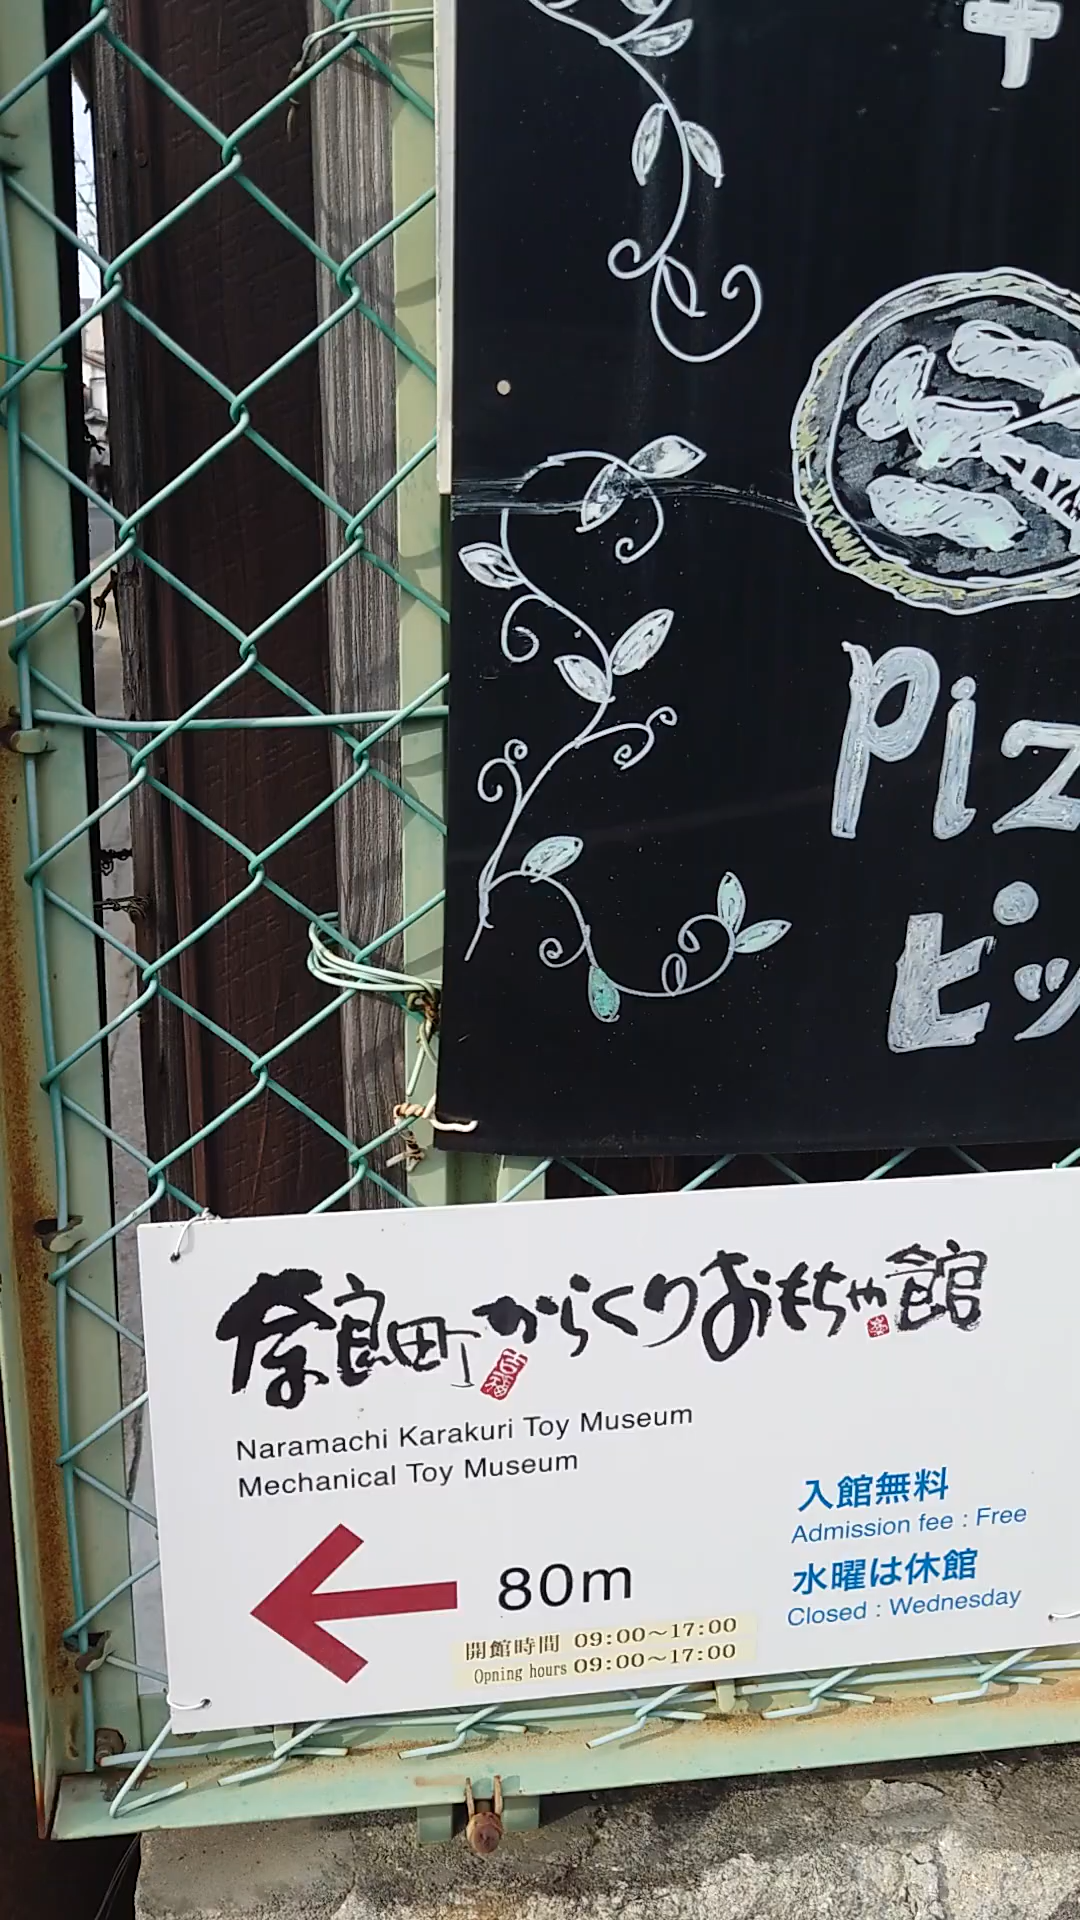 サ
Piz
ピッ
奈良町からくりおもちゃ館
Naramachi Karakuri Toy Museum
Mechanical Toy Museum
80m
入館無料
Admission fee : Free
水曜は休館
Closed : Wednesday
開館時間 09:00〜17:00
Opning hours 09:00〜17:00